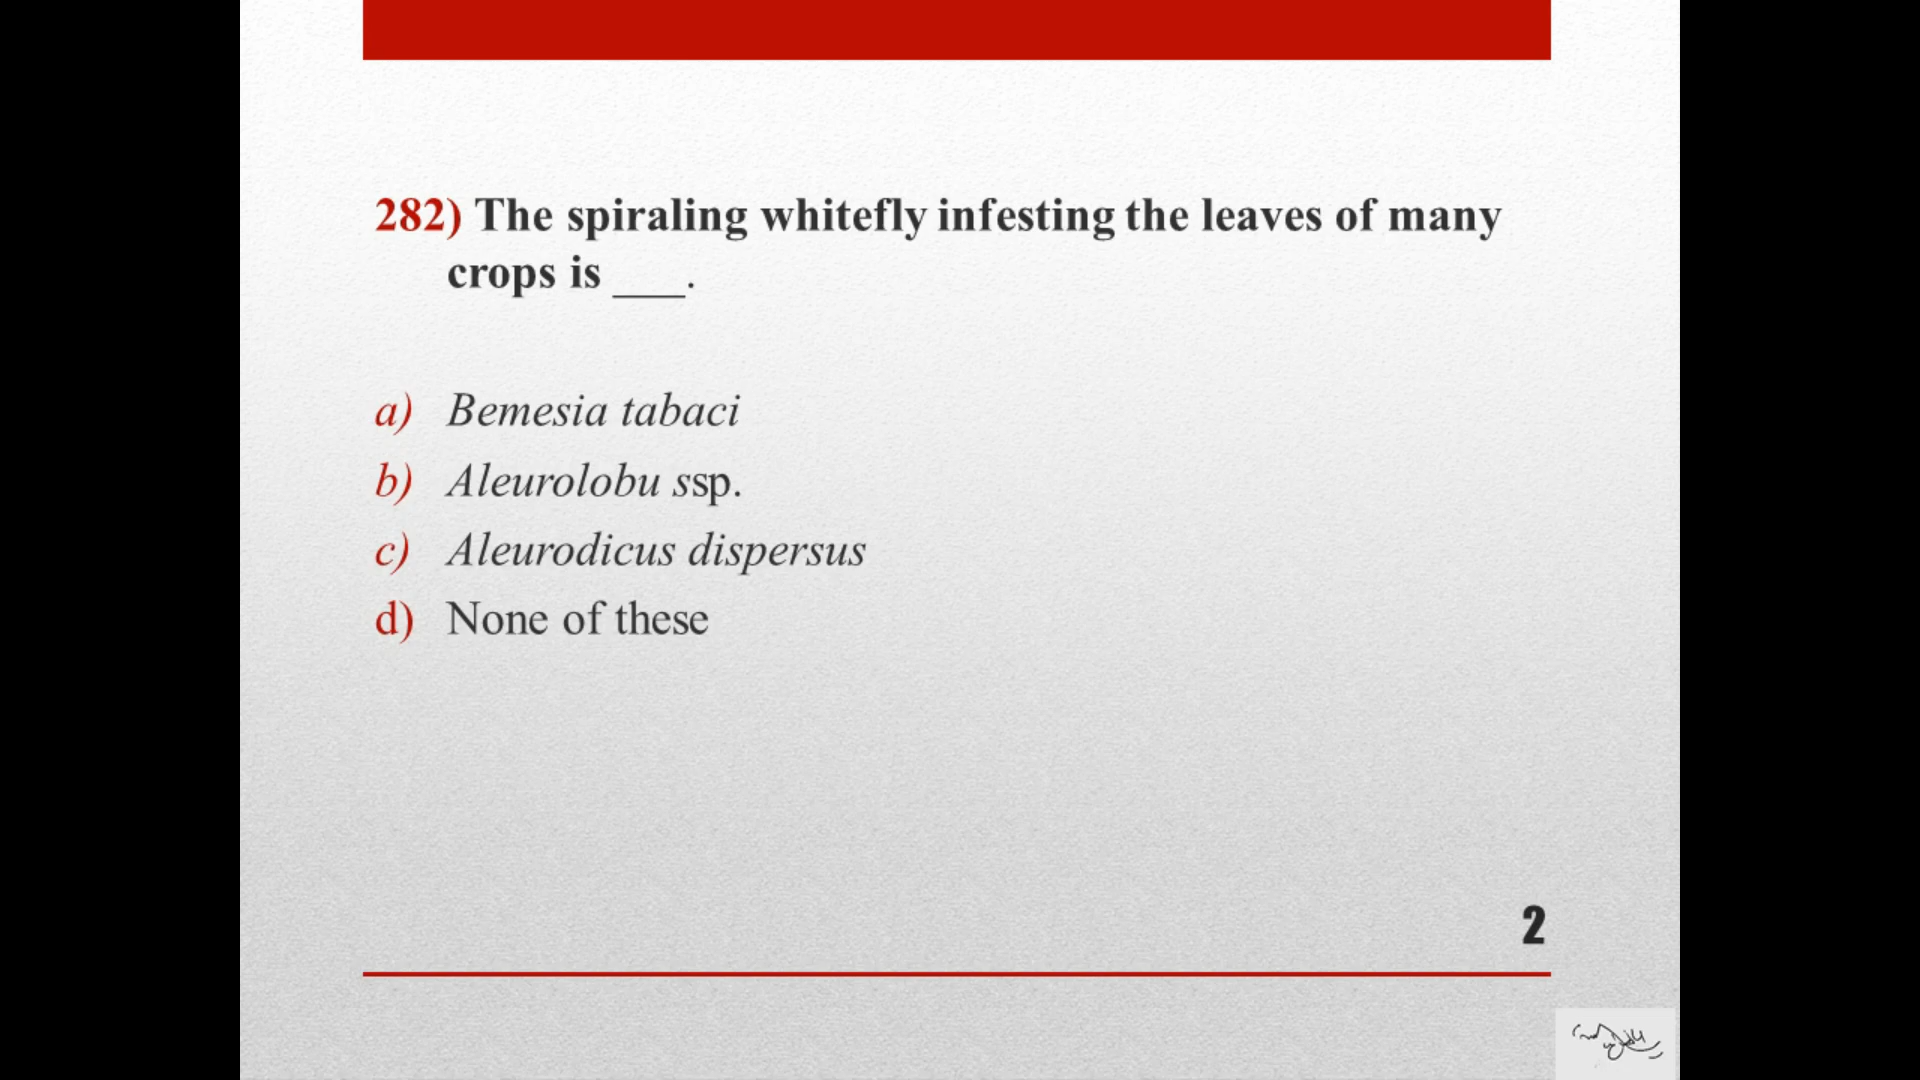 282) The spiraling whitefly infesting the leaves of many
crops is ___.
a) Bemesia tabaci
b) Aleurolobu ssp.
c) Aleurodicus dispersus
d) None of these
2